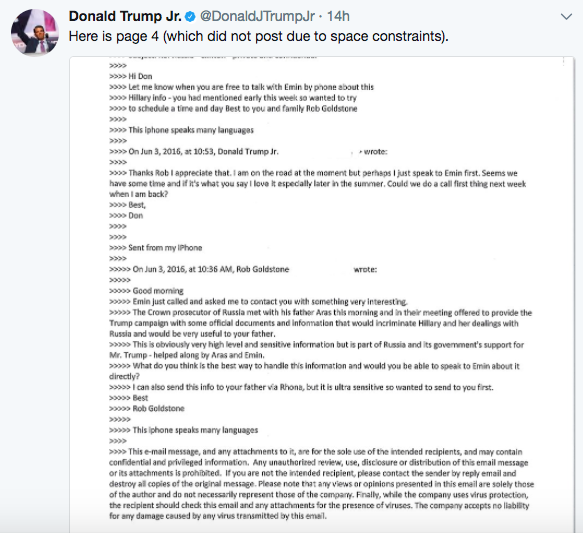 Donald Trump Jr. @DonaldJTrumpJr · 14h
Here is page 4 (which did not post due to space constraints).
>>>>
>>>> Hi Don
>>>> Let me know when you are free to talk with Emin by phone about this
>>>> Hillary info - you had mentioned early this week so wanted to try
>>>> to schedule a time and day Best to you and family Rob Goldstone
>>>>
>>>> This iphone speaks many languages
>>>>
>>>> On Jun 3, 2016, at 10:53, Donald Trump Jr. wrote:
>>>>
>>>> Thanks Rob I appreciate that. I am on the road at the moment but perhaps I just speak to Emin first. Seems we
have some time and if it's what you say I love it especially later in the summer. Could we do a call first thing next week
when I am back?
>>>> Best,
>>>> Don
>>>>
>>>>
>>>> Sent from my iPhone
>>>>
>>>>> On Jun 3, 2016, at 10:36 AM, Rob Goldstone wrote:
>>>>>
>>>>> Good morning
>>>>> Emin just called and asked me to contact you with something very interesting.
>>>>> The Crown prosecutor of Russia met with his father Aras this morning and in their meeting offered to provide the
Trump campaign with some official documents and information that would incriminate Hillary and her dealings with
Russia and would be very useful to your father.
>>>>> This is obviously very high level and sensitive information but is part of Russia and its government's support for
Mr. Trump - helped along by Aras and Emin.
>>>>> What do you think is the best way to handle this information and would you be able to speak to Emin about it
directly?
>>>>> I can also send this info to your father via Rhona, but it is ultra sensitive so wanted to send to you first.
>>>>> Best
>>>>> Rob Goldstone
>>>>>
>>>>> This iphone speaks many languages
>>>>
>>>> This e-mail message, and any attachments to it, are for the sole use of the intended recipients, and may contain
confidential and privileged information. Any unauthorized review, use, disclosure or distribution of this email message
or its attachments is prohibited. If you are not the intended recipient, please contact the sender by reply email and
destroy all copies of the original message. Please note that any views or opinions presented in this email are solely those
of the author and do not necessarily represent those of the company. Finally, while the company uses virus protection,
the recipient should check this email and any attachments for the presence of viruses. The company accepts no liability
for any damage caused by any virus transmitted by this email.